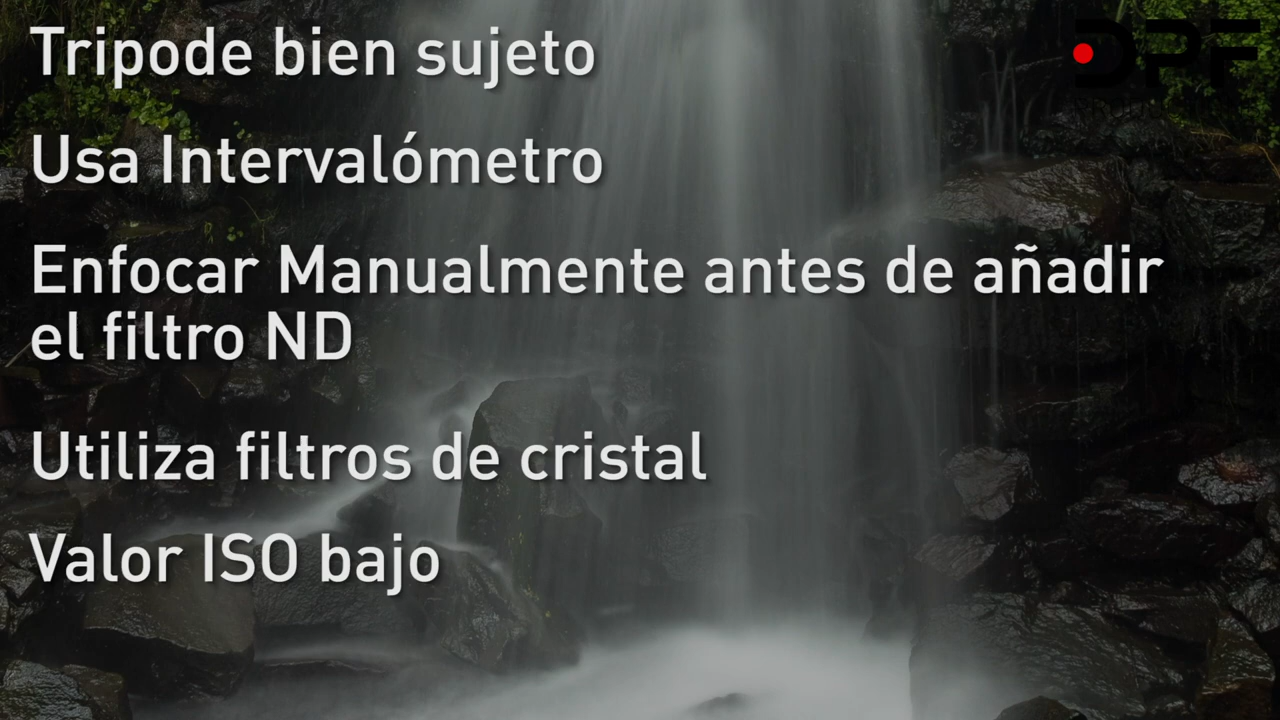 Tripode bien sujeto
DPF
Usa Intervalómetro
Enfocar Manualmente antes de añadir
el filtro ND
Utiliza filtros de cristal
Valor ISO bajo